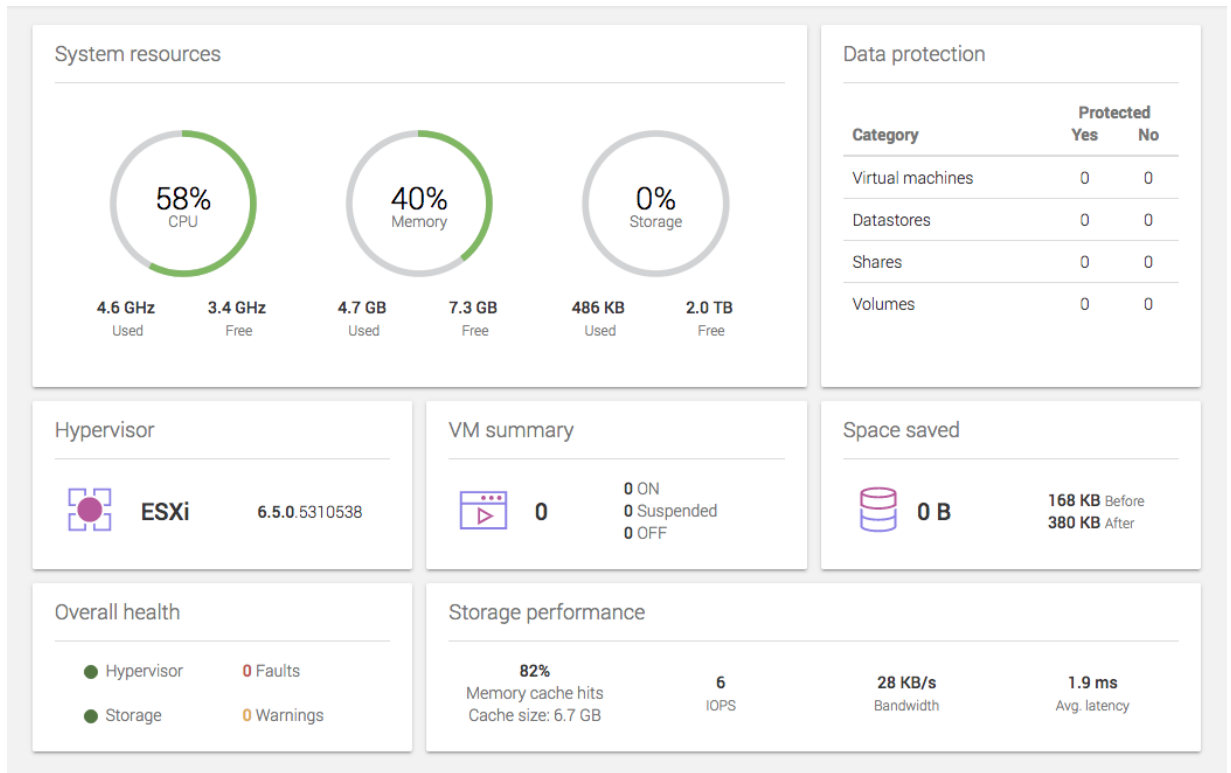 System resources
58%
CPU
4.6 GHz
Used
3.4 GHz
Free
40%
Memory
4.7 GB
Used
7.3 GB
Free
0%
Storage
486 KB
Used
2.0 TB
Free
Data protection
Protected
Category Yes No
Virtual machines 0 0
Datastores 0 0
Shares 0 0
Volumes 0 0
Hypervisor
ESXi 6.5.0.5310538
VM summary
0
0 ON
0 Suspended
0 OFF
Space saved
0 B
168 KB Before
380 KB After
Overall health
Hypervisor 0 Faults
Storage 0 Warnings
Storage performance
82%
Memory cache hits
Cache size: 6.7 GB
6
IOPS
28 KB/s
Bandwidth
1.9 ms
Avg. latency